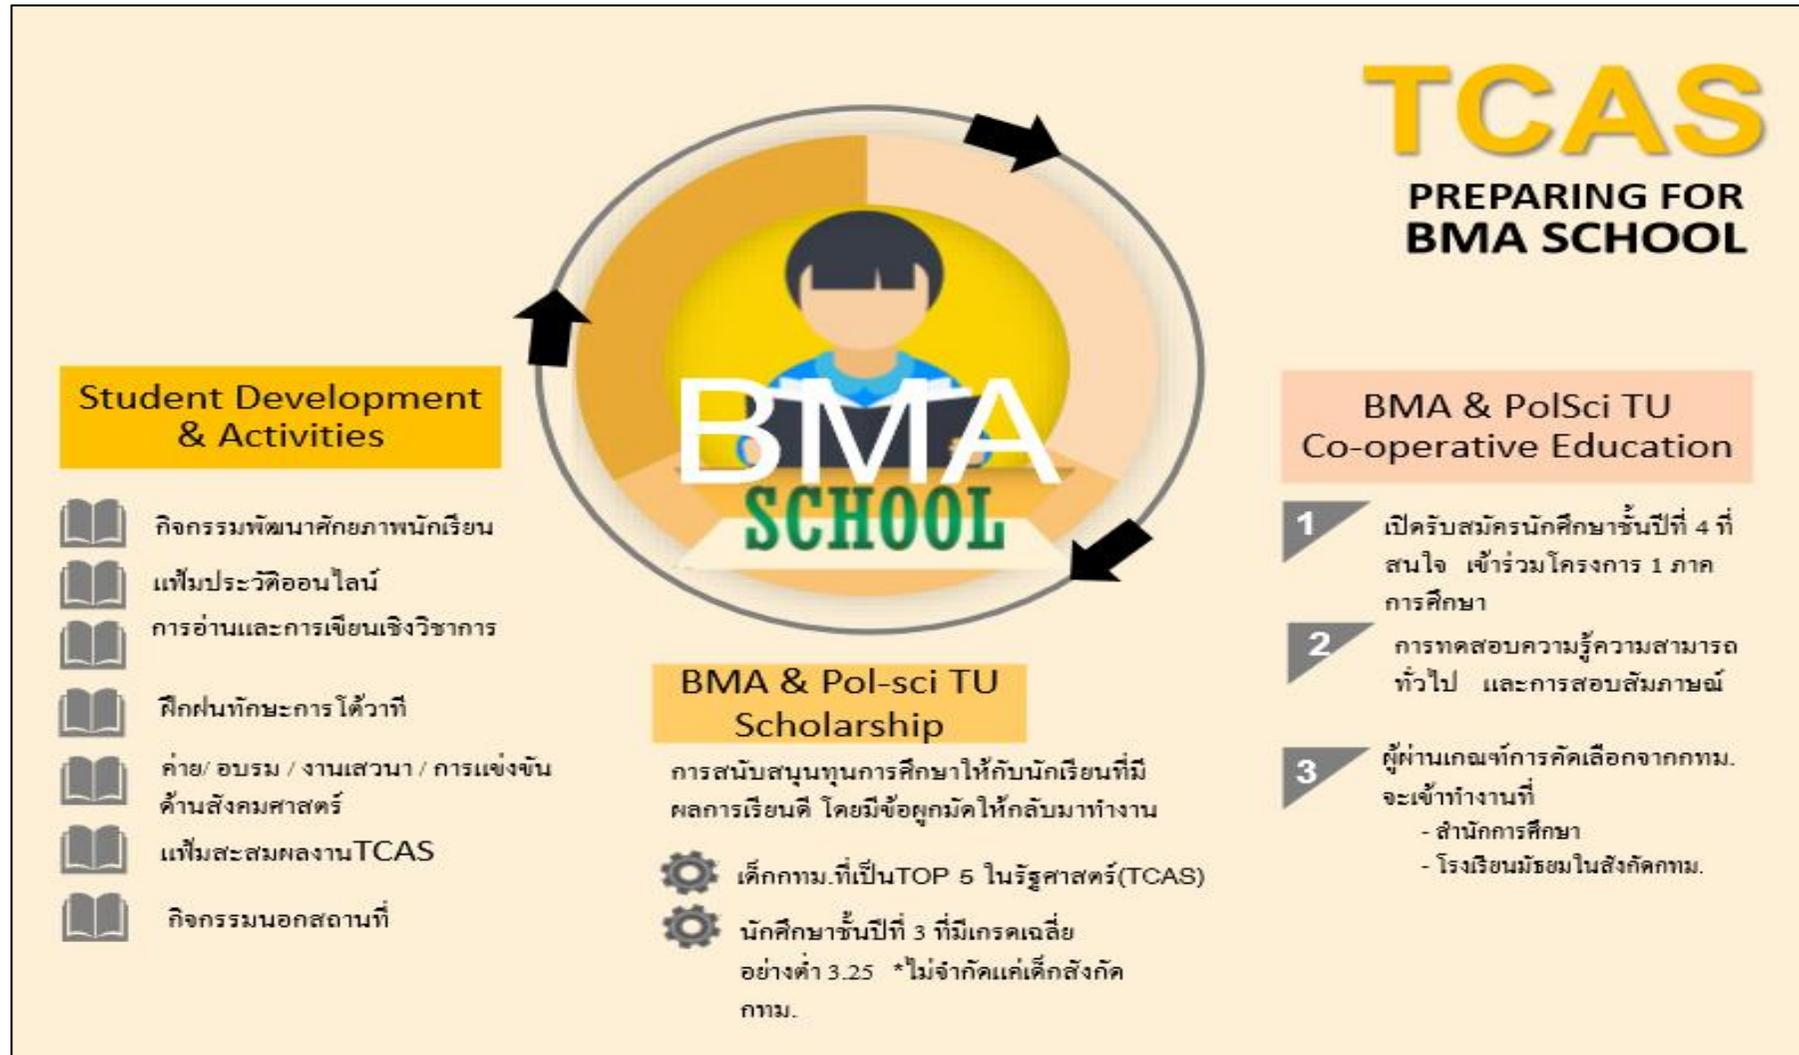 TCAS
PREPARING FOR
BMA SCHOOL
BMA
SCHOOL
Student Development
& Activities
กิจกรรมพัฒนาศักยภาพนักเรียน
แฟ้มประวัติออนไลน์
การอ่านและการเขียนเชิงวิชาการ
ฝึกฝนทักษะการโต้วาที
ค่าย/ อบรม / งานเสวนา / การแข่งขัน
ด้านสังคมศาสตร์
แฟ้มสะสมผลงานTCAS
กิจกรรมนอกสถานที่
BMA & Pol-sci TU
Scholarship
การสนับสนุนทุนการศึกษาให้กับนักเรียนที่มี
ผลการเรียนดี โดยมีข้อผูกมัดให้กลับมาทำงาน
เด็กกทม.ที่เป็นTOP 5 ในรัฐศาสตร์(TCAS)
นักศึกษาชั้นปีที่ 3 ที่มีเกรดเฉลี่ย
อย่างต่ำ 3.25 *ไม่จำกัดแค่เด็กสังกัด
กทม.
BMA & PolSci TU
Co-operative Education
1 เปิดรับสมัครนักศึกษาชั้นปีที่ 4 ที่
สนใจ เข้าร่วมโครงการ 1 ภาค
การศึกษา
2 การทดสอบความรู้ความสามารถ
ทั่วไป และการสอบสัมภาษณ์
3 ผู้ผ่านเกณฑ์การคัดเลือกจากกทม.
จะเข้าทำงานที่
- สำนักการศึกษา
- โรงเรียนมัธยมในสังกัดกทม.